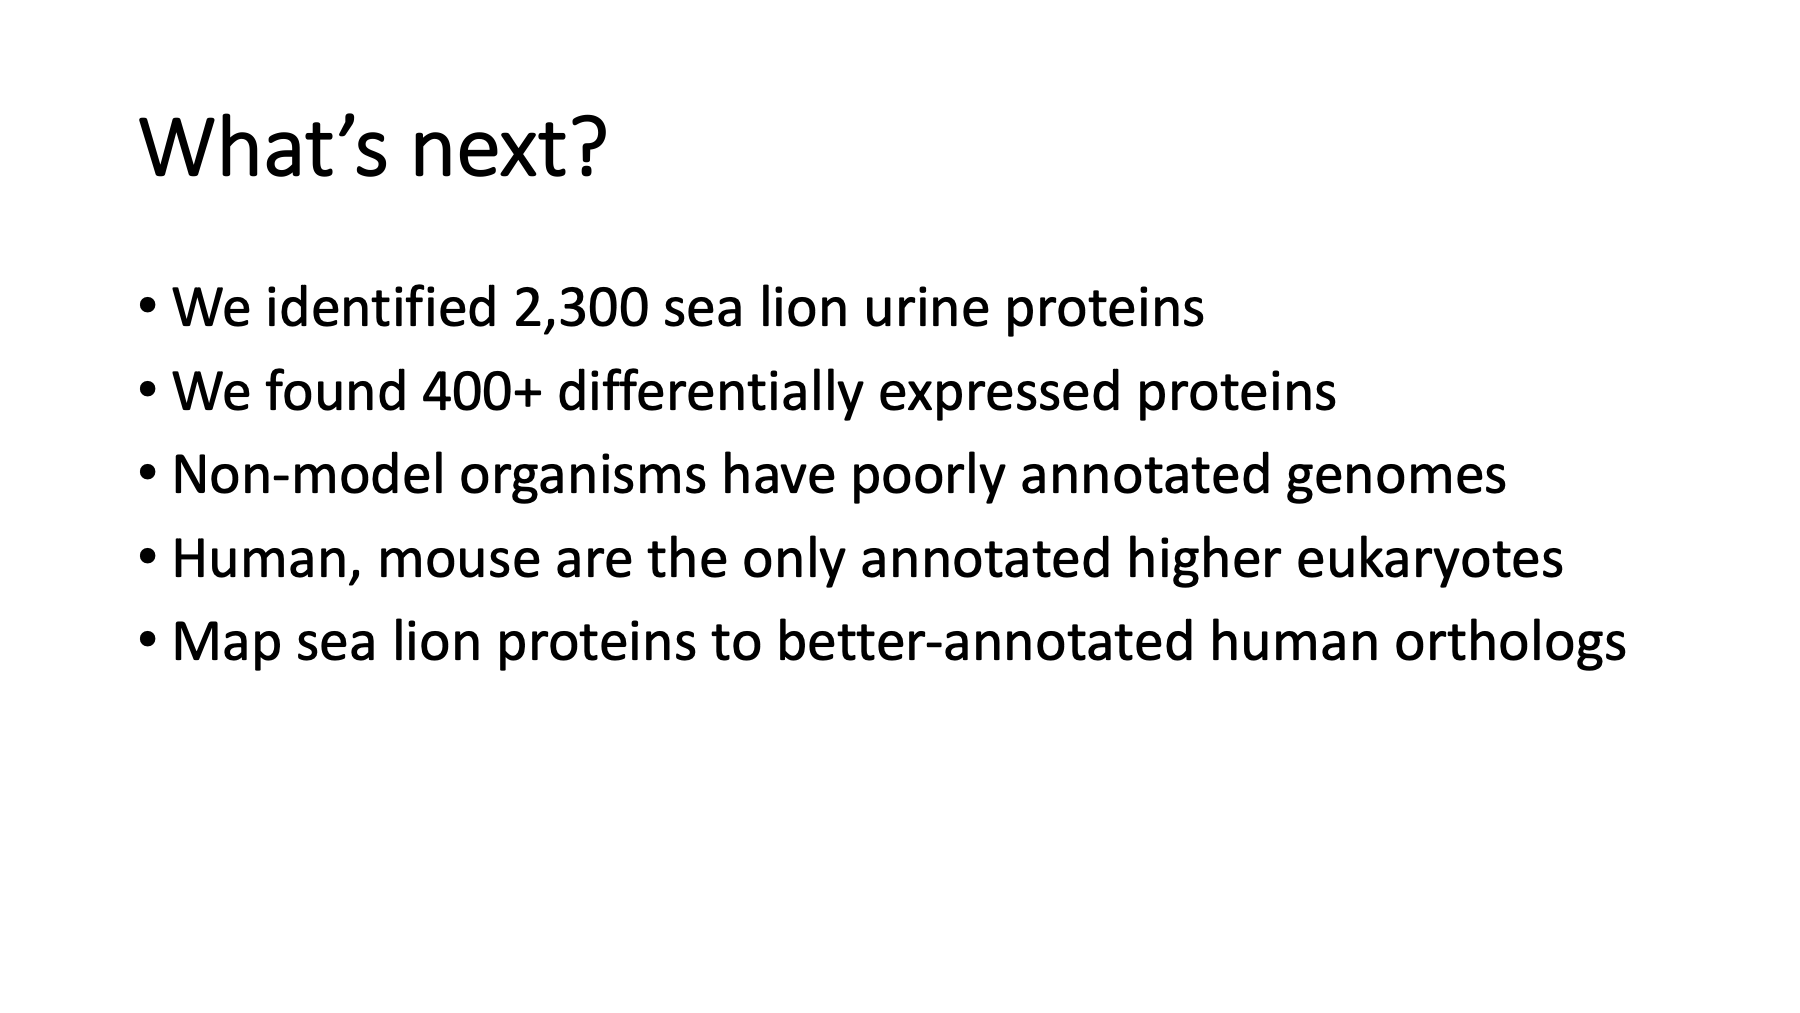 What’s next?
• We identified 2,300 sea lion urine proteins
• We found 400+ differentially expressed proteins
• Non-model organisms have poorly annotated genomes
• Human, mouse are the only annotated higher eukaryotes
• Map sea lion proteins to better-annotated human orthologs